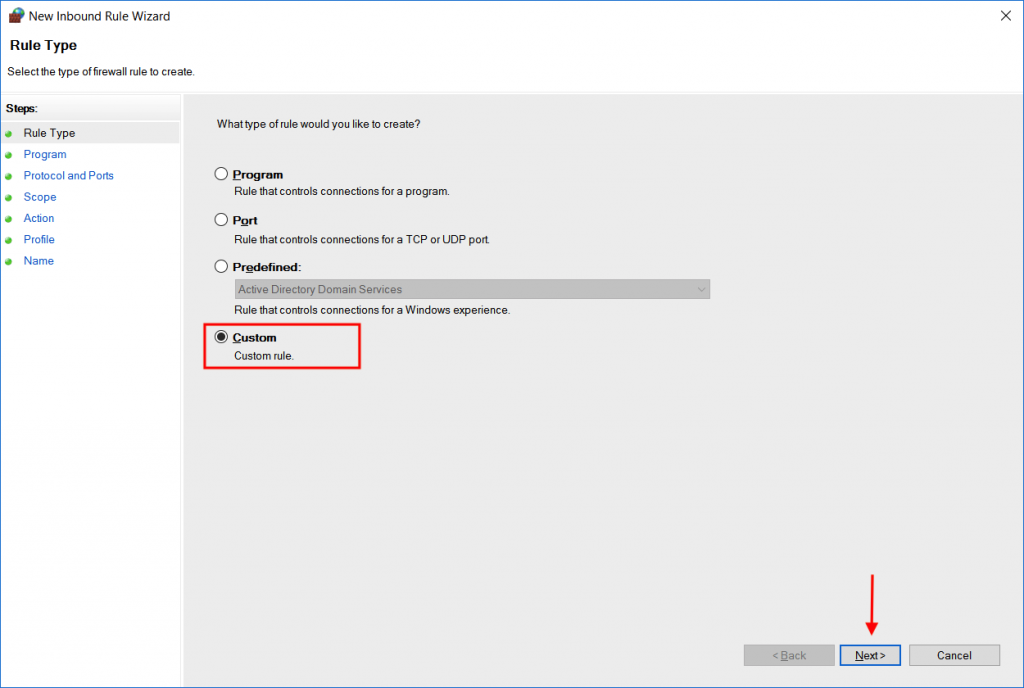 New Inbound Rule Wizard
Rule Type
Select the type of firewall rule to create.
Steps:
Rule Type
Program
Protocol and Ports
Scope
Action
Profile
Name
What type of rule would you like to create?
Program
Rule that controls connections for a program.
Port
Rule that controls connections for a TCP or UDP port.
Predefined:
Active Directory Domain Services
Rule that controls connections for a Windows experience.
Custom
Custom rule.
< Back
Next >
Cancel